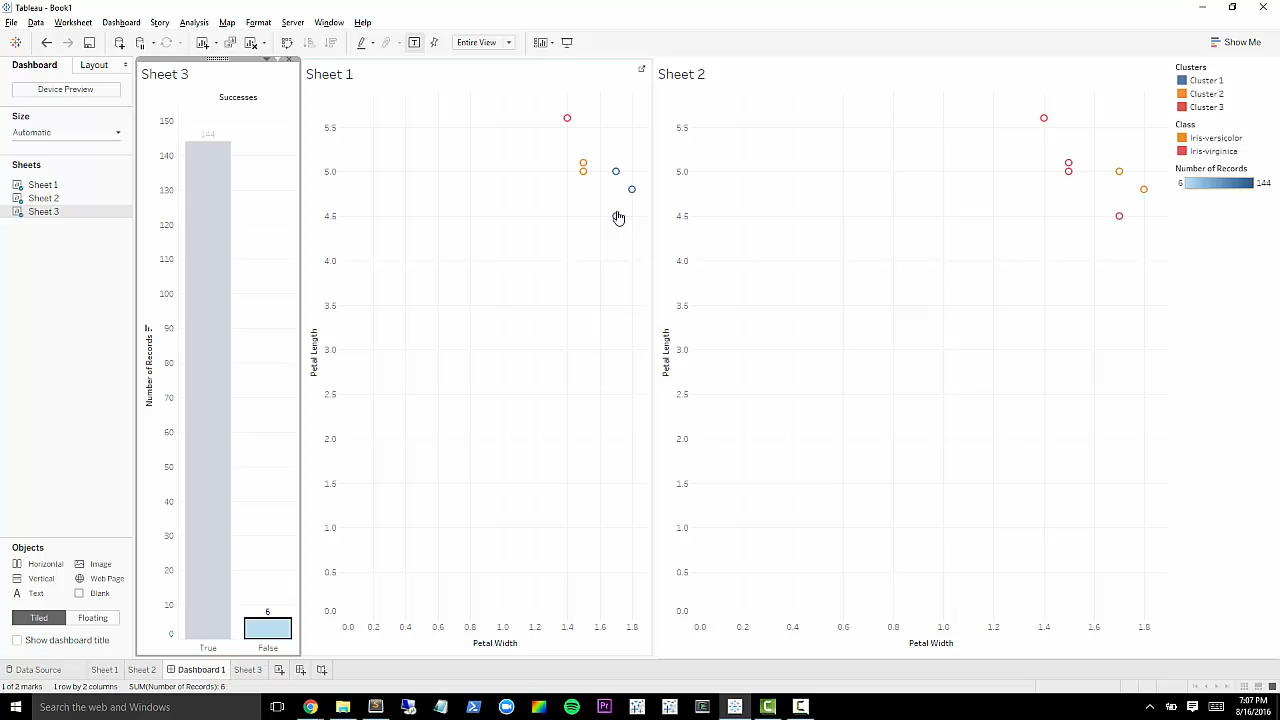 Tableau - Book1
File Data Worksheet Dashboard Story Analysis Map Format Server Window Help
Entire View
Show Me
Dashboard Layout
Device Preview
Size
Automatic
Sheets
Sheet 1
Sheet 2
Sheet 3
Objects
Horizontal Image
Vertical Web Page
Text Blank
Tiled Floating
Show dashboard title
Sheet 3
Successes
Number of Records
150
140
130
120
110
100
90
80
70
60
50
40
30
20
10
0
144
6
True False
Sheet 1
Petal Length
5.5
5.0
4.5
4.0
3.5
3.0
2.5
2.0
1.5
1.0
0.5
0.0
0.0 0.2 0.4 0.6 0.8 1.0 1.2 1.4 1.6 1.8
Petal Width
Sheet 2
Petal Length
5.5
5.0
4.5
4.0
3.5
3.0
2.5
2.0
1.5
1.0
0.5
0.0
0.0 0.2 0.4 0.6 0.8 1.0 1.2 1.4 1.6 1.8
Petal Width
Clusters
Cluster 1
Cluster 2
Cluster 3
Class
Iris-versicolor
Iris-virginica
Number of Records
6 144
Data Source Sheet 1 Sheet 2 Dashboard 1 Sheet 3
1 of 2 marks 1 row by 2 columns SUM(Number of Records): 6
Search the web and Windows
7:07 PM
8/16/2016